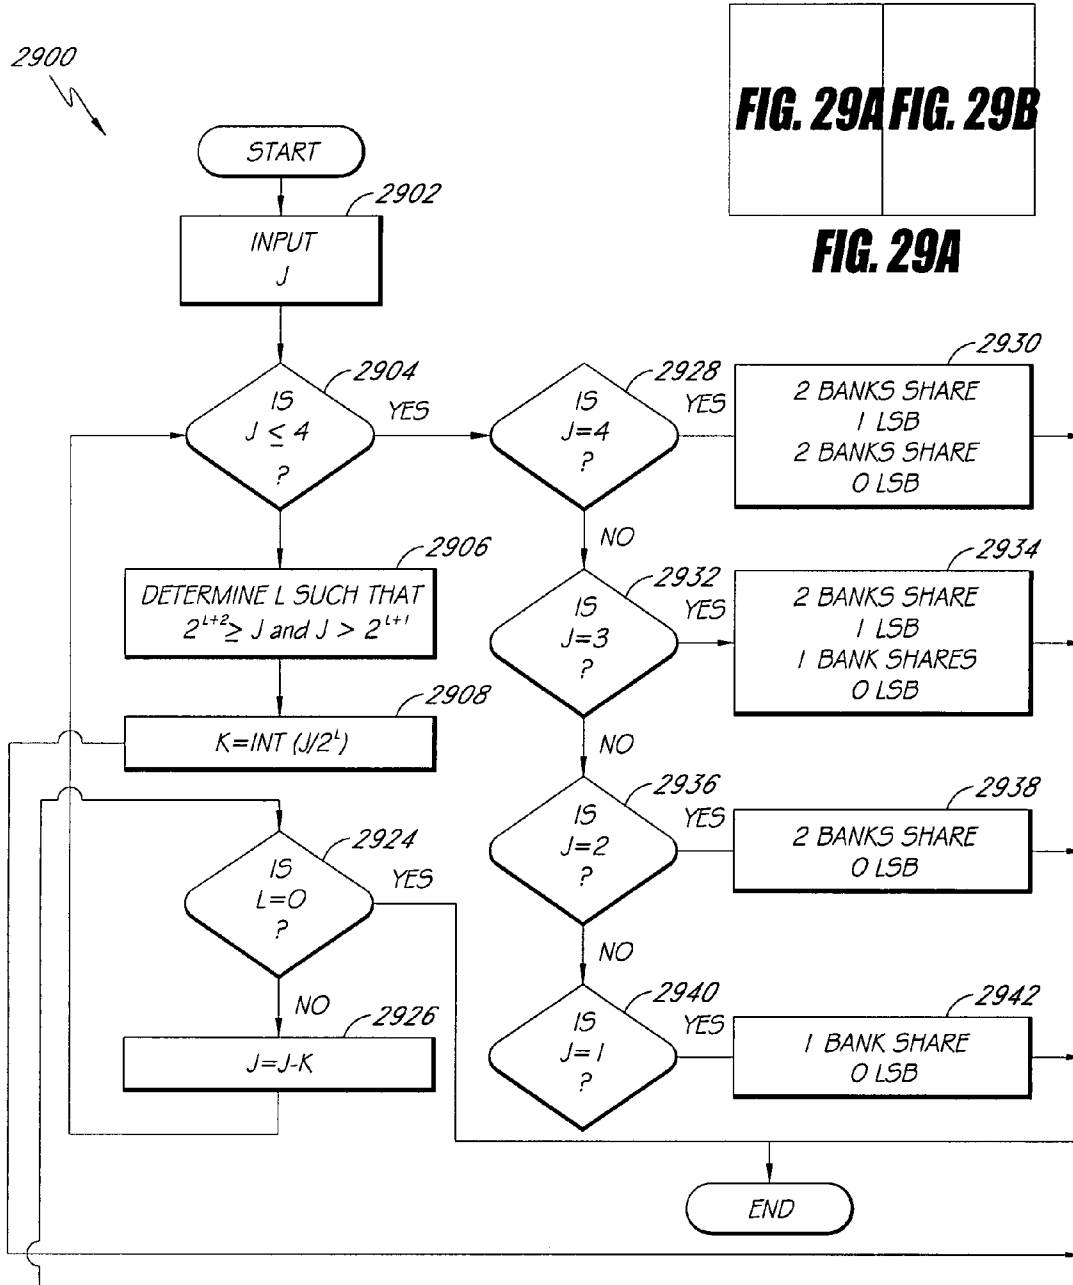 2900
FIG. 29A FIG. 29B
FIG. 29A
START
2902
INPUT
J
2904
IS
J ≤ 4
?
YES
2928
IS
J=4
?
YES
2930
2 BANKS SHARE
1 LSB
2 BANKS SHARE
0 LSB
NO
2906
DETERMINE L SUCH THAT
2^{L+2} ≥ J and J > 2^{L+1}
2932
IS
J=3
?
YES
2934
2 BANKS SHARE
1 LSB
1 BANK SHARES
0 LSB
2908
K=INT (J/2^L)
NO
2936
IS
J=2
?
YES
2938
2 BANKS SHARE
0 LSB
2924
IS
L=0
?
YES
NO
NO
2926
J=J-K
2940
IS
J=1
?
YES
2942
1 BANK SHARE
0 LSB
END